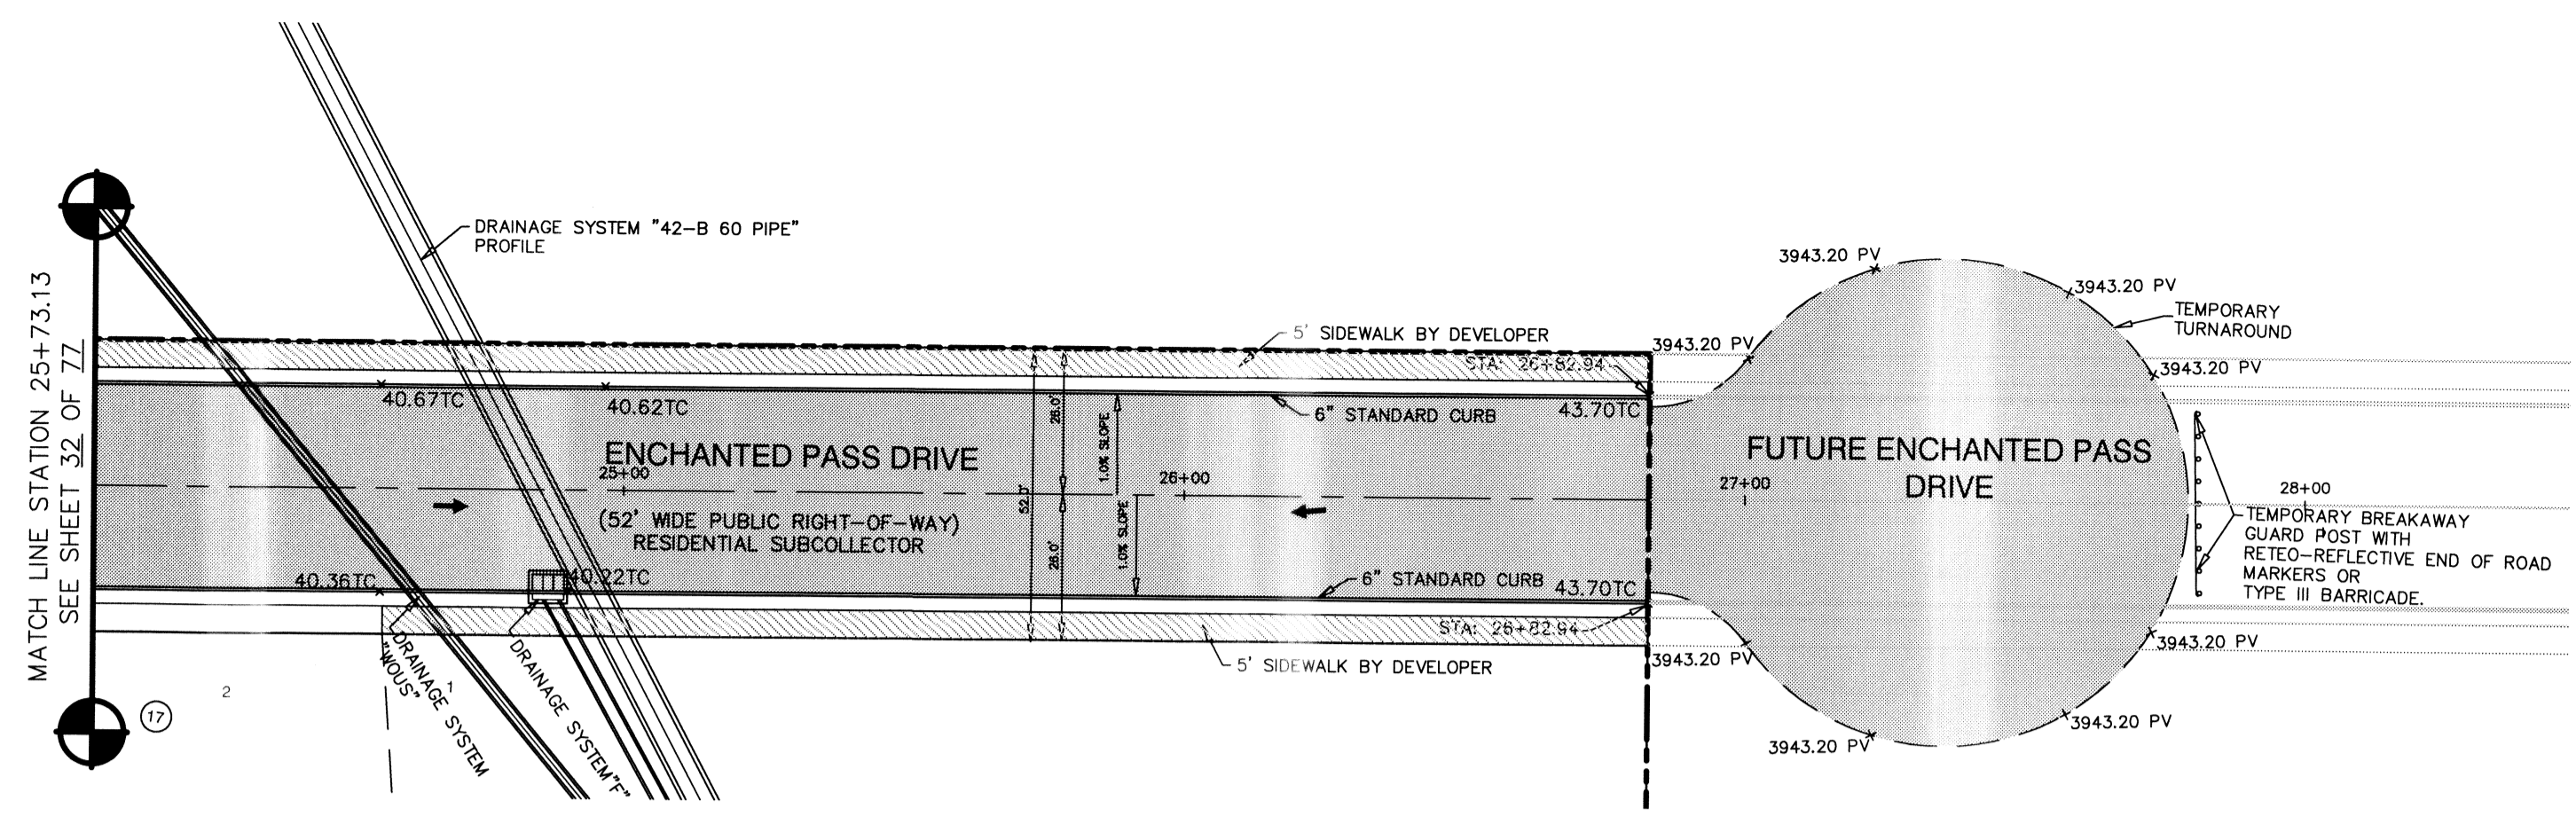 MATCH LINE STATION 25+73.13
SEE SHEET 32 OF 77
DRAINAGE SYSTEM "42-B 60 PIPE"
PROFILE
5' SIDEWALK BY DEVELOPER
STA: 26+82.94
40.67TC
40.62TC
6" STANDARD CURB
43.70TC
ENCHANTED PASS DRIVE
25+00
26+00
(52' WIDE PUBLIC RIGHT-OF-WAY)
RESIDENTIAL SUBCOLLECTOR
52.0'
26.0'
26.0'
1.0% SLOPE
1.0% SLOPE
40.36TC
40.22TC
6" STANDARD CURB
43.70TC
STA: 26+82.94
5' SIDEWALK BY DEVELOPER
DRAINAGE SYSTEM
"WOUS"
DRAINAGE SYSTEM"F"
17
2
1
3943.20 PV
3943.20 PV
3943.20 PV
TEMPORARY
TURNAROUND
3943.20 PV
FUTURE ENCHANTED PASS
DRIVE
27+00
28+00
TEMPORARY BREAKAWAY
GUARD POST WITH
RETEO-REFLECTIVE END OF ROAD
MARKERS OR
TYPE III BARRICADE.
3943.20 PV
3943.20 PV
3943.20 PV
3943.20 PV